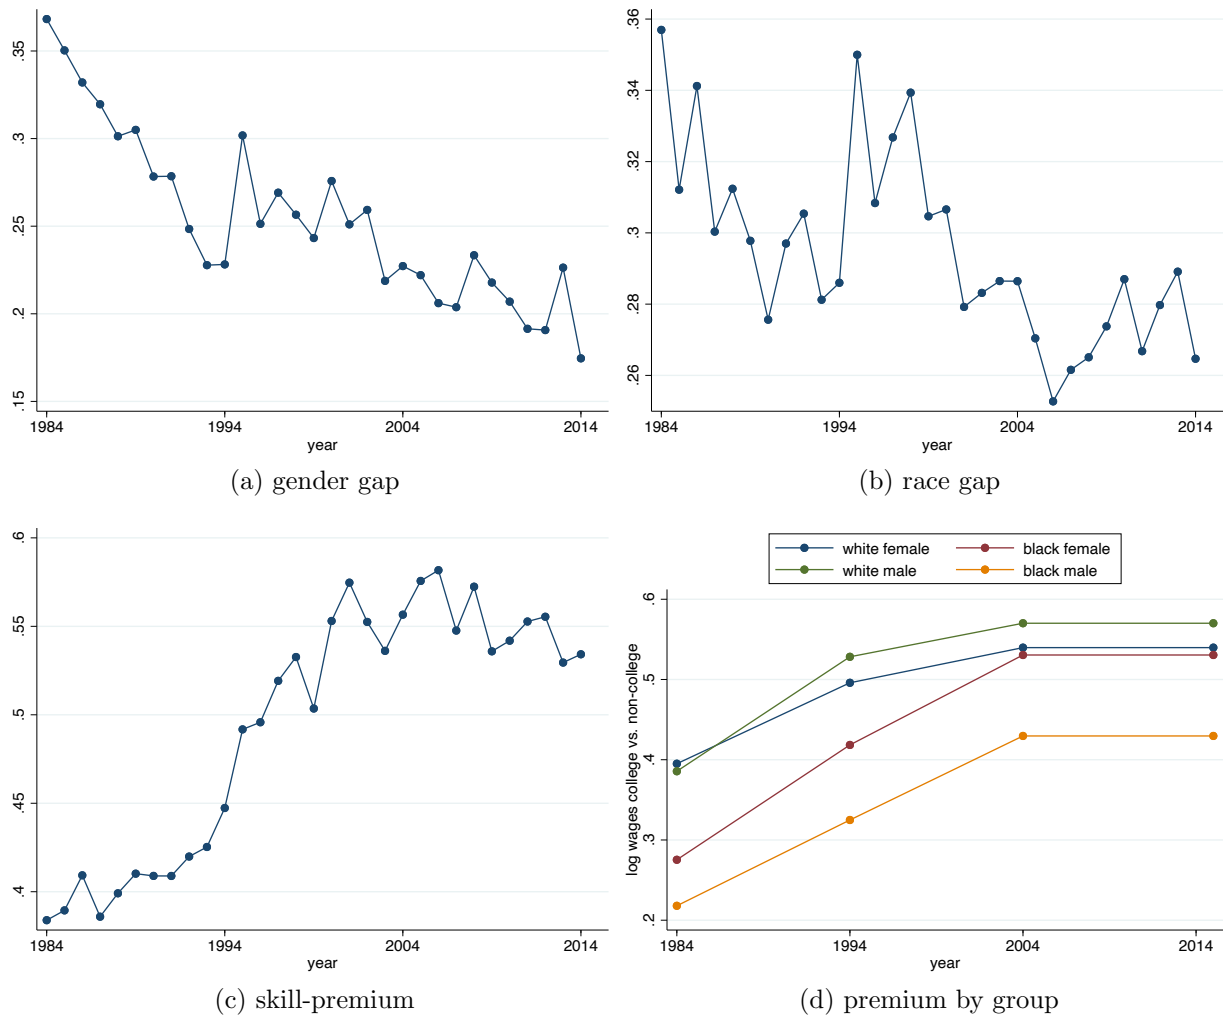 .35
.3
.25
.2
.15
1984 1994 2004 2014
year
(a) gender gap
.36
.34
.32
.3
.28
.26
1984 1994 2004 2014
year
(b) race gap
.6
.55
.5
.45
.4
1984 1994 2004 2014
year
(c) skill-premium
white female black female
white male black male
log wages college vs. non-college
.6
.5
.4
.3
.2
1984 1994 2004 2014
year
(d) premium by group